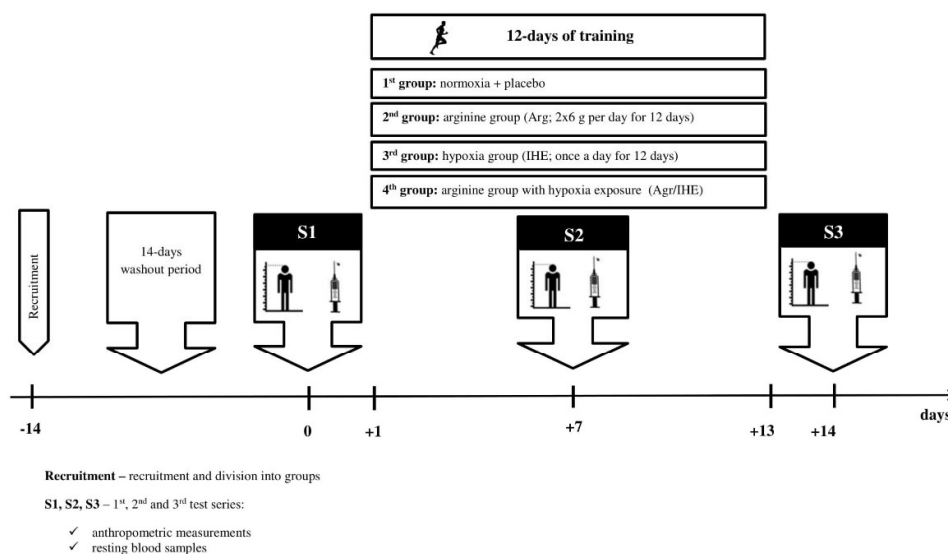 12-days of training
1st group: normoxia + placebo
2nd group: arginine group (Arg; 2x6 g per day for 12 days)
3rd group: hypoxia group (IHE; once a day for 12 days)
4th group: arginine group with hypoxia exposure (Agr/IHE)
Recruitment
14-days
washout period
S1
S2
S3
-14
0
+1
+7
+13
+14
days
Recruitment – recruitment and division into groups
S1, S2, S3 – 1st, 2nd and 3rd test series:
✓ anthropometric measurements
✓ resting blood samples